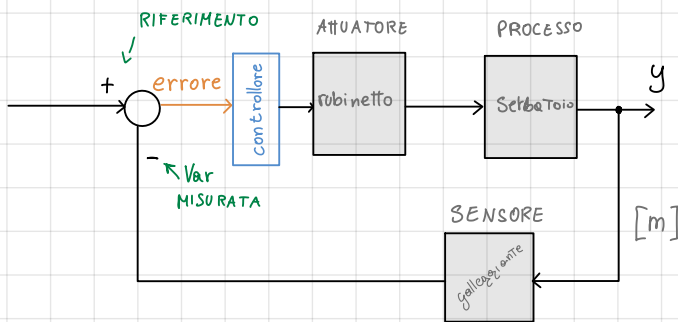 RIFERIMENTO
ATTUATORE
PROCESSO
+
errore
controllore
rubinetto
Serbatoio
y
-
Var
MISURATA
SENSORE
[m]
galleggiante